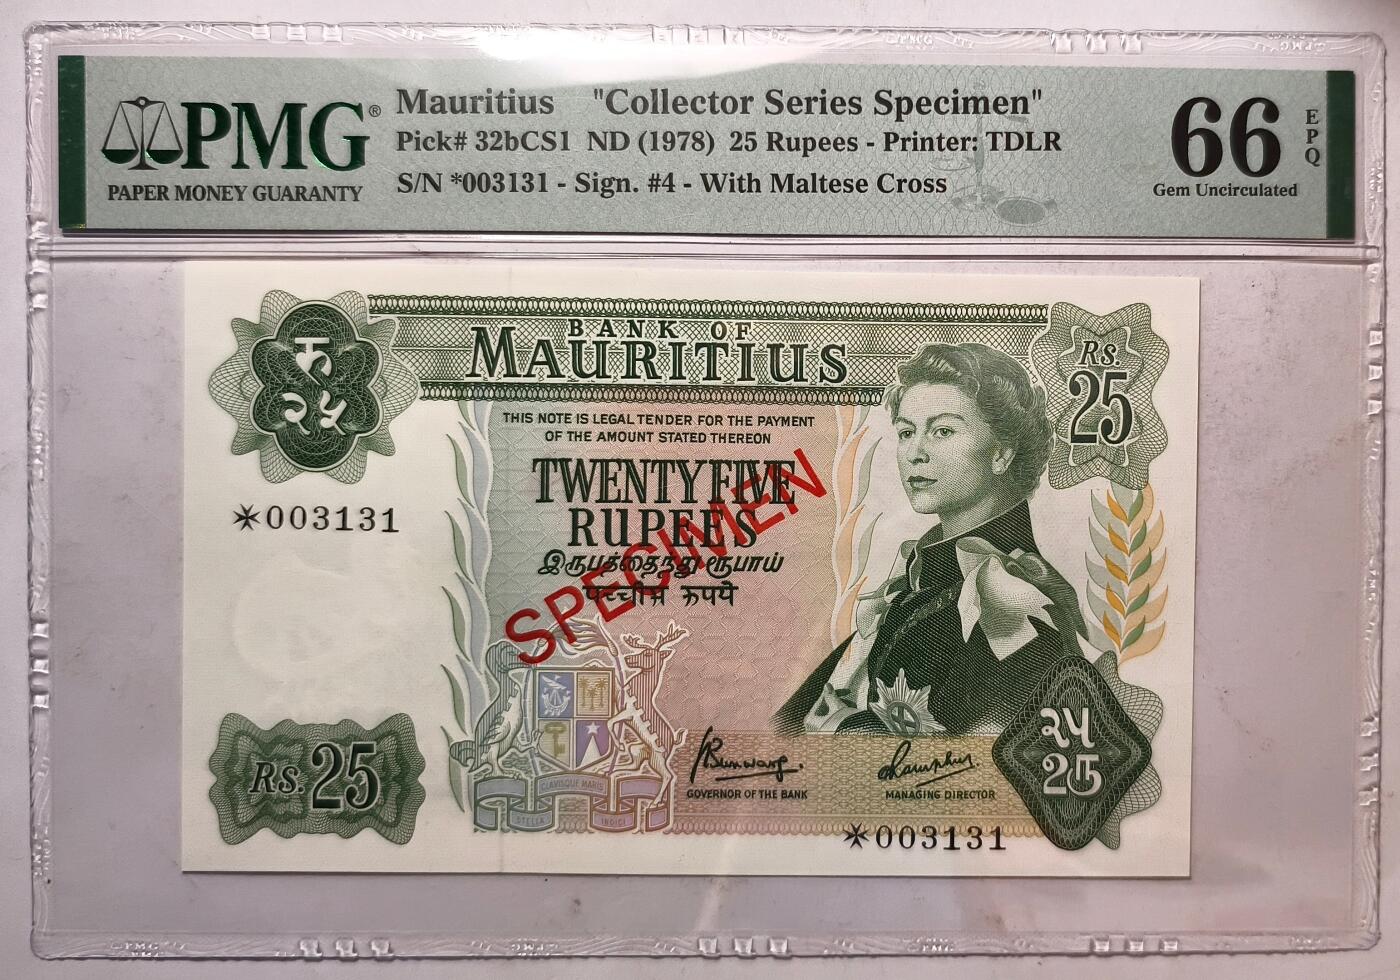 PMG®
PAPER MONEY GUARANTY
Mauritius "Collector Series Specimen"
Pick# 32bCS1 ND (1978) 25 Rupees - Printer: TDLR
S/N *003131 - Sign. #4 - With Maltese Cross
66 EPQ
Gem Uncirculated
रु
२५
BANK OF
MAURITIUS
Rs.
25
THIS NOTE IS LEGAL TENDER FOR THE PAYMENT
OF THE AMOUNT STATED THEREON
TWENTY FIVE
RUPEES
இருபத்தைந்து ரூபாய்
पच्चीस रुपये
SPECIMEN
✠003131
Rs. 25
STELLA CLAVISQUE MARIS INDICI
GOVERNOR OF THE BANK
MANAGING DIRECTOR
૨૫
௨௫
✠003131